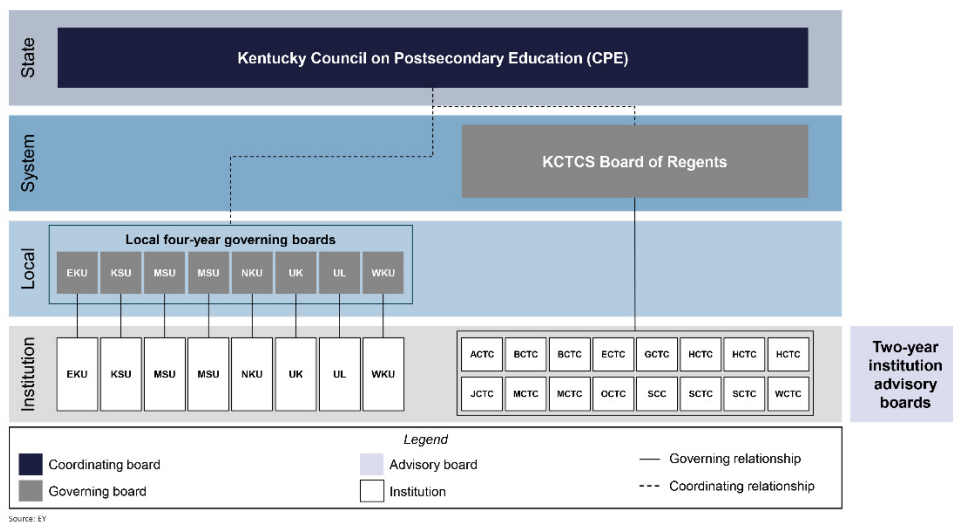 State
Kentucky Council on Postsecondary Education (CPE)
System
KCTCS Board of Regents
Local
Local four-year governing boards
EKU KSU MSU MSU NKU UK UL WKU
Institution
EKU KSU MSU MSU NKU UK UL WKU
ACTC BCTC BCTC ECTC GCTC HCTC HCTC HCTC
JCTC MCTC MCTC OCTC SCC SCTC SCTC WCTC
Two-year
institution
advisory
boards
Legend
Coordinating board
Governing board
Advisory board
Institution
Governing relationship
Coordinating relationship
Source: EY